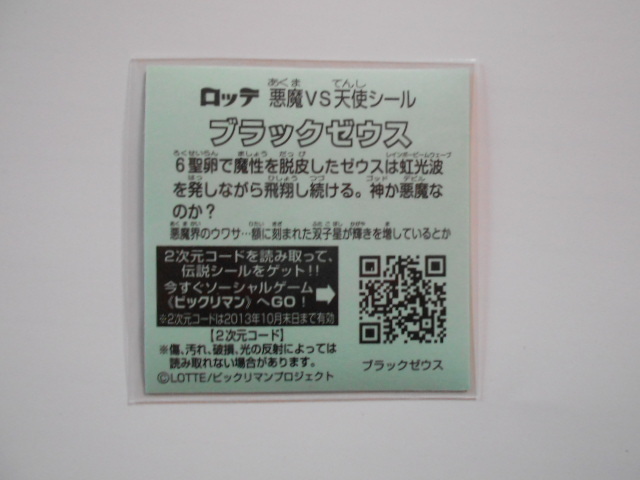 ロッテ 悪魔VS天使シール
ブラックゼウス
6聖卵で魔性を脱皮したゼウスは虹光波
を発しながら飛翔し続ける。神か悪魔な
のか?
悪魔界のウワサ…額に刻まれた双子星が輝きを増しているとか
2次元コードを読み取って、
伝説シールをゲット!!
今すぐソーシャルゲーム
《ビックリマン》へGO!
※2次元コードは2013年10月末日まで有効
【2次元コード】
※傷、汚れ、破損、光の反射によっては
読み取れない場合があります。
©LOTTE/ビックリマンプロジェクト
ブラックゼウス